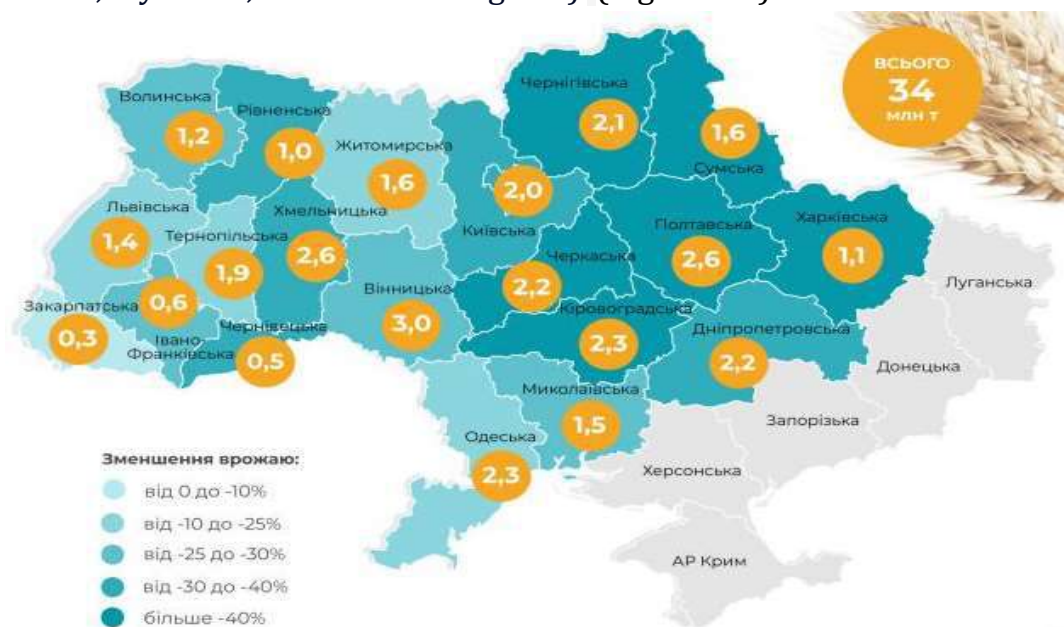 ВСЬОГО
34
млн т
Волинська
1,2
Рівненська
1,0
Житомирська
1,6
Чернігівська
2,1
Сумська
1,6
Київська
2,0
Львівська
1,4
Тернопільська
1,9
Хмельницька
2,6
Вінницька
3,0
Черкаська
2,2
Полтавська
2,6
Харківська
1,1
Луганська
Закарпатська
0,3
Івано-
Франківська
0,6
Чернівецька
0,5
Кіровоградська
2,3
Дніпропетровська
2,2
Донецька
Миколаївська
1,5
Запорізька
Одеська
2,3
Херсонська
АР Крим
Зменшення врожаю:
від 0 до -10%
від -10 до -25%
від -25 до -30%
від -30 до -40%
більше -40%